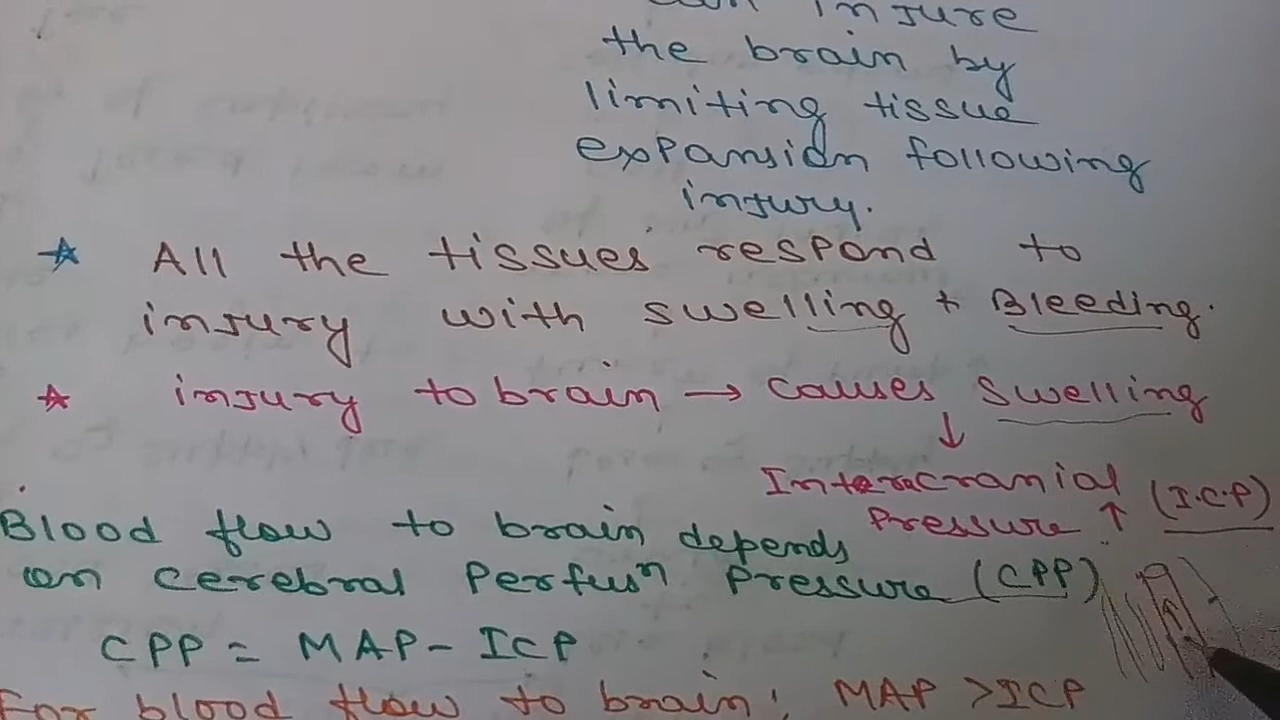 injure
the brain by
limiting tissue
expansion following
injury.
☆ All the tissues respond to
injury with swelling + Bleeding.
☆ injury to brain → causes swelling
↓
Interacranial
Pressure ↑ (I.C.P)
Blood flow to brain depends
on cerebral Perfusⁿ Pressure (CPP)
CPP = MAP - ICP
For blood flow to brain: MAP > ICP